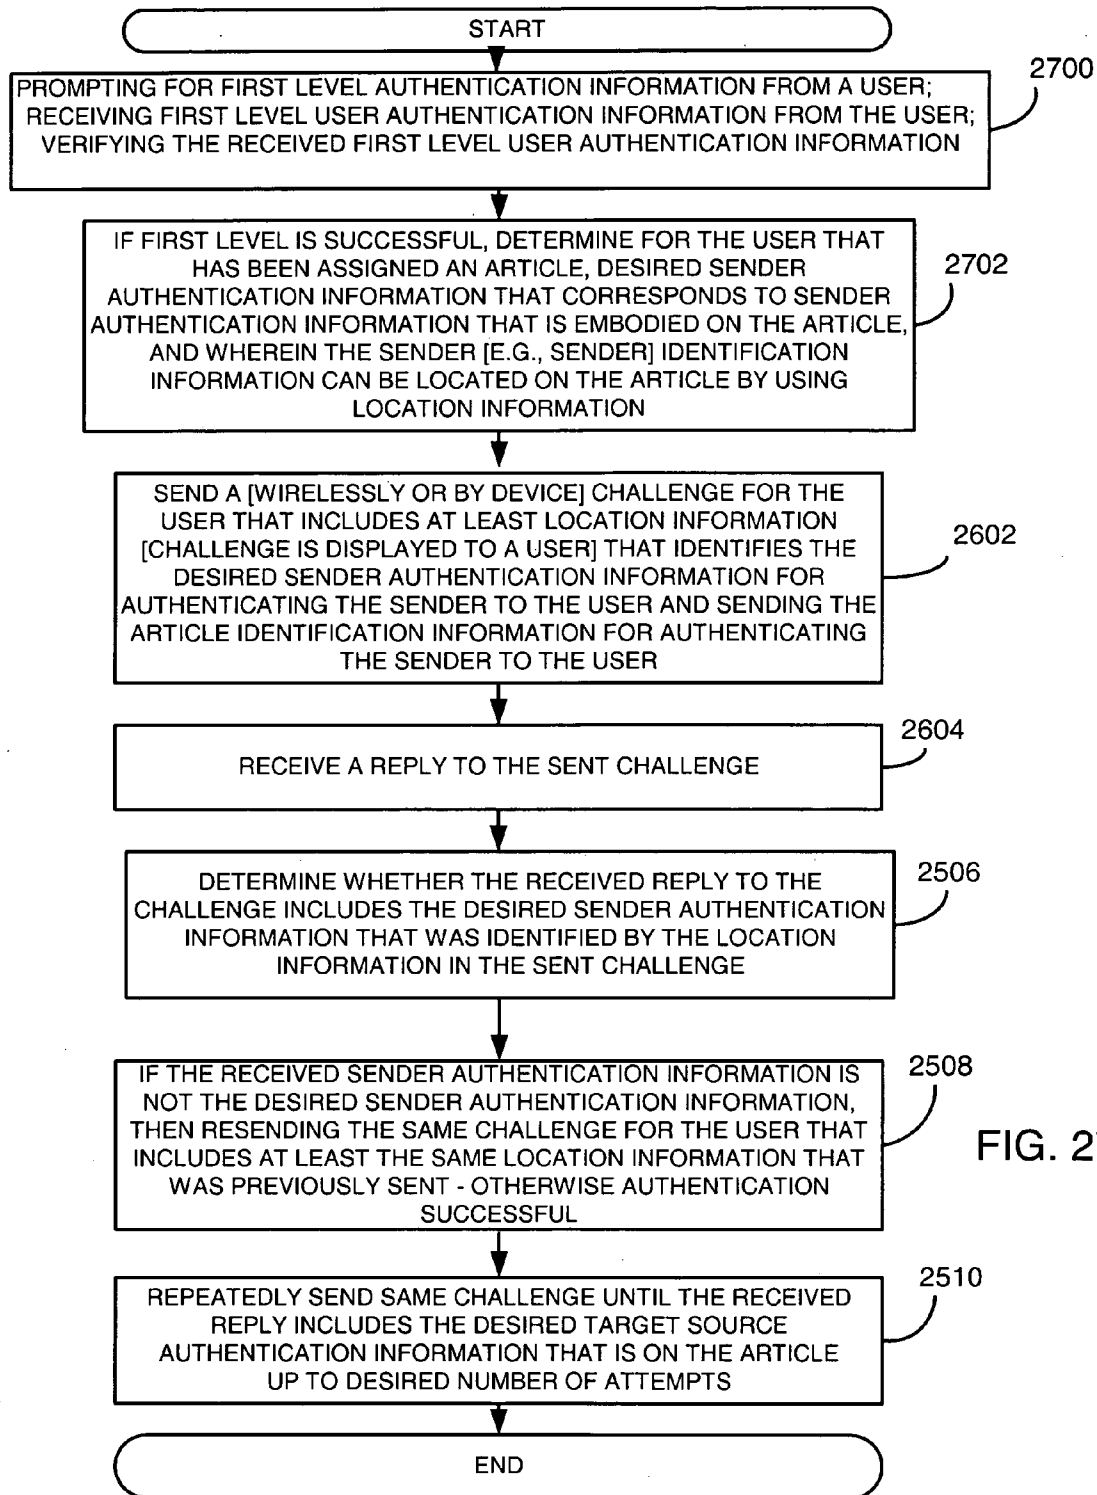 START
2700
PROMPTING FOR FIRST LEVEL AUTHENTICATION INFORMATION FROM A USER;
RECEIVING FIRST LEVEL USER AUTHENTICATION INFORMATION FROM THE USER;
VERIFYING THE RECEIVED FIRST LEVEL USER AUTHENTICATION INFORMATION
2702
IF FIRST LEVEL IS SUCCESSFUL, DETERMINE FOR THE USER THAT
HAS BEEN ASSIGNED AN ARTICLE, DESIRED SENDER
AUTHENTICATION INFORMATION THAT CORRESPONDS TO SENDER
AUTHENTICATION INFORMATION THAT IS EMBODIED ON THE ARTICLE,
AND WHEREIN THE SENDER [E.G., SENDER] IDENTIFICATION
INFORMATION CAN BE LOCATED ON THE ARTICLE BY USING
LOCATION INFORMATION
2602
SEND A [WIRELESSLY OR BY DEVICE] CHALLENGE FOR THE
USER THAT INCLUDES AT LEAST LOCATION INFORMATION
[CHALLENGE IS DISPLAYED TO A USER] THAT IDENTIFIES THE
DESIRED SENDER AUTHENTICATION INFORMATION FOR
AUTHENTICATING THE SENDER TO THE USER AND SENDING THE
ARTICLE IDENTIFICATION INFORMATION FOR AUTHENTICATING
THE SENDER TO THE USER
2604
RECEIVE A REPLY TO THE SENT CHALLENGE
2506
DETERMINE WHETHER THE RECEIVED REPLY TO THE
CHALLENGE INCLUDES THE DESIRED SENDER AUTHENTICATION
INFORMATION THAT WAS IDENTIFIED BY THE LOCATION
INFORMATION IN THE SENT CHALLENGE
2508
IF THE RECEIVED SENDER AUTHENTICATION INFORMATION IS
NOT THE DESIRED SENDER AUTHENTICATION INFORMATION,
THEN RESENDING THE SAME CHALLENGE FOR THE USER THAT
INCLUDES AT LEAST THE SAME LOCATION INFORMATION THAT
WAS PREVIOUSLY SENT - OTHERWISE AUTHENTICATION
SUCCESSFUL
FIG. 2
2510
REPEATEDLY SEND SAME CHALLENGE UNTIL THE RECEIVED
REPLY INCLUDES THE DESIRED TARGET SOURCE
AUTHENTICATION INFORMATION THAT IS ON THE ARTICLE
UP TO DESIRED NUMBER OF ATTEMPTS
END